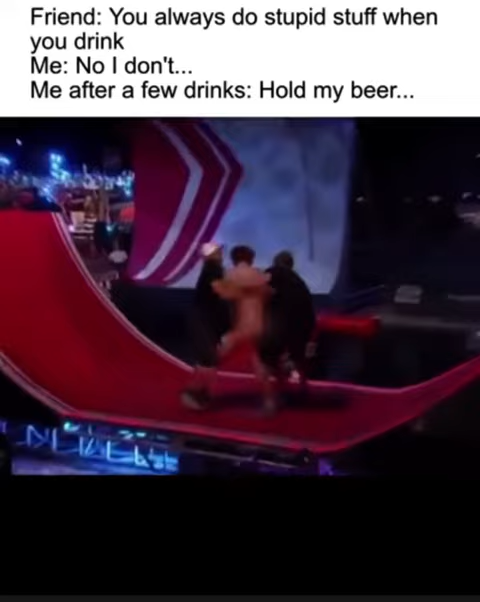 Friend: You always do stupid stuff when
you drink
Me: No I don't...
Me after a few drinks: Hold my beer...